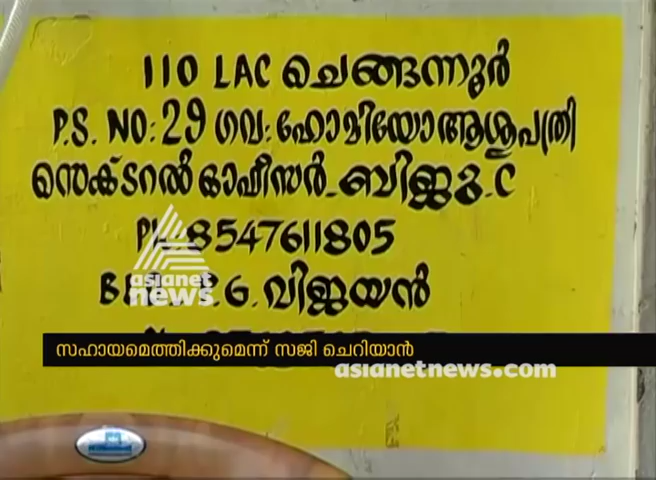 110 LAC ചെങ്ങന്നൂർ
P.S. NO: 29 ഗവ: ഹോമിയോആശുപത്രി
സെക്ടറൽ ഓഫീസർ - ബിജു. C
8547611805
G. വിജയൻ
asianet
news
സഹായമെത്തിക്കുമെന്ന് സജി ചെറിയാൻ
asianetnews.com